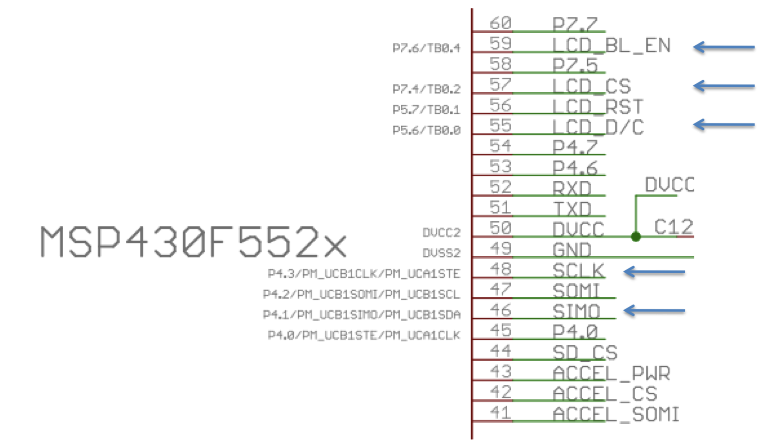 60 P7.7
P7.6/TB0.4 59 LCD_BL_EN
58 P7.5
P7.4/TB0.2 57 LCD_CS
P5.7/TB0.1 56 LCD_RST
P5.6/TB0.0 55 LCD_D/C
54 P4.7
53 P4.6
52 RXD DVCC
51 TXD
DVCC2 50 DVCC C12
MSP430F552x DVSS2 49 GND
P4.3/PM_UCB1CLK/PM_UCA1STE 48 SCLK
P4.2/PM_UCB1SOMI/PM_UCB1SCL 47 SOMI
P4.1/PM_UCB1SIMO/PM_UCB1SDA 46 SIMO
P4.0/PM_UCB1STE/PM_UCA1CLK 45 P4.0
44 SD_CS
43 ACCEL_PWR
42 ACCEL_CS
41 ACCEL_SOMI